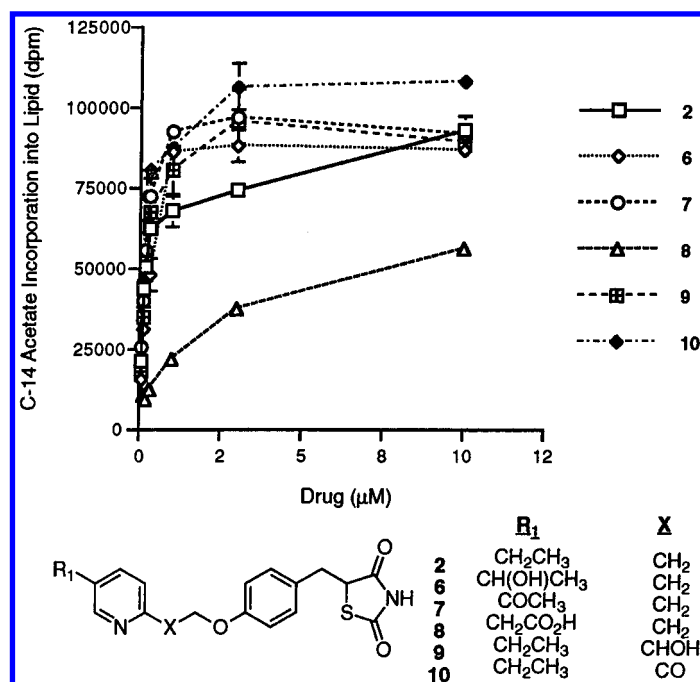 C-14 Acetate Incorporation into Lipid (dpm)
125000
100000
75000
50000
25000
0
0 2 5 8 10 12
Drug (μM)
2
6
7
8
9
10
R1 X
2 CH2CH3 CH2
6 CH(OH)CH3 CH2
7 COCH3 CH2
8 CH2CO2H CH2
9 CH2CH3 CHOH
10 CH2CH3 CO
R1
N
X
O
O
S
NH
O